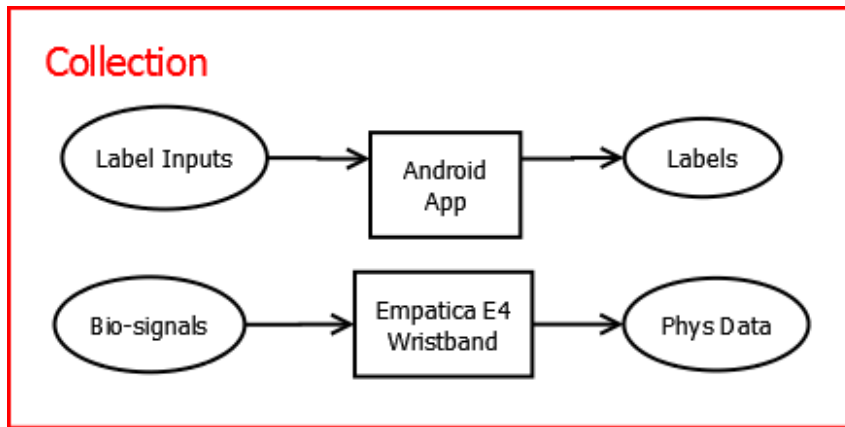 Collection
Label Inputs
Android
App
Labels
Bio-signals
Empatica E4
Wristband
Phys Data